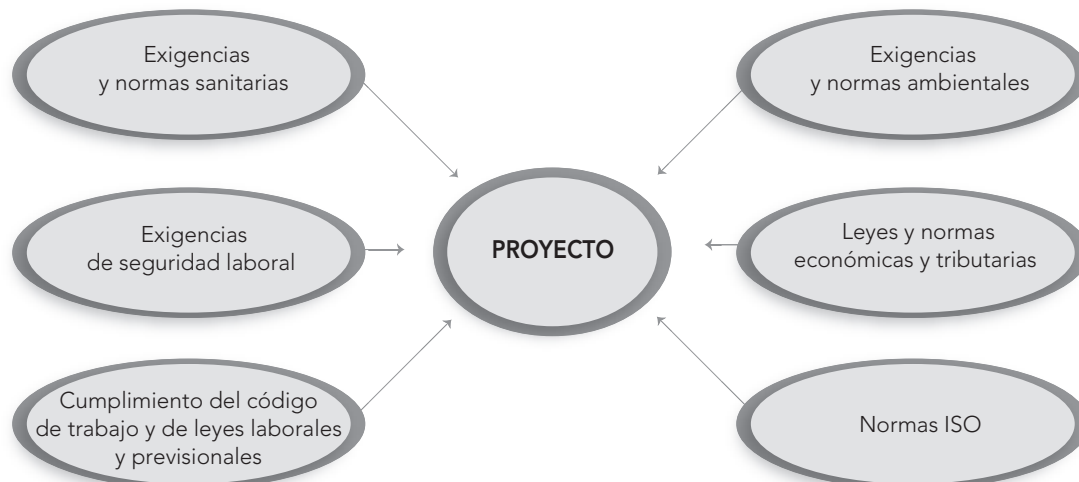 Exigencias
y normas sanitarias
Exigencias
y normas ambientales
Exigencias
de seguridad laboral
PROYECTO
Leyes y normas
económicas y tributarias
Cumplimiento del código
de trabajo y de leyes laborales
y previsionales
Normas ISO